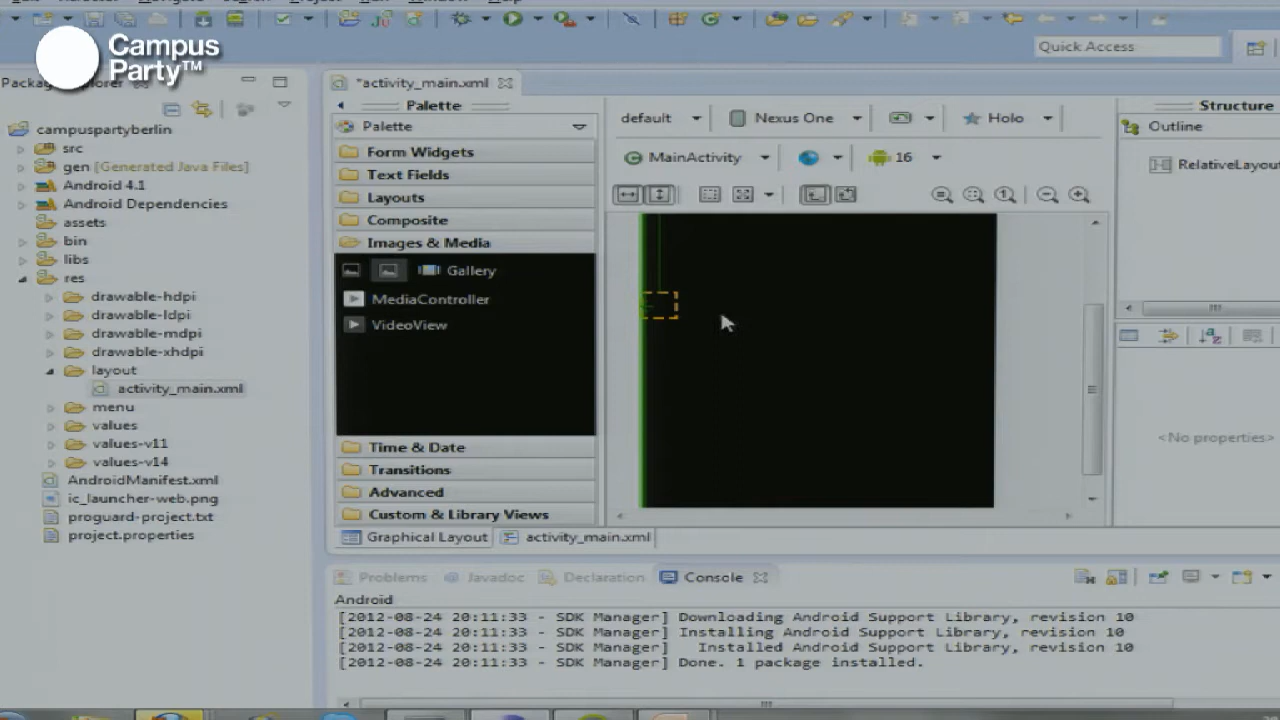 Campus
Party™
Quick Access
campuspartyberlin
src
gen [Generated Java Files]
Android 4.1
Android Dependencies
assets
bin
libs
res
drawable-hdpi
drawable-ldpi
drawable-mdpi
drawable-xhdpi
layout
activity_main.xml
menu
values
values-v11
values-v14
AndroidManifest.xml
ic_launcher-web.png
proguard-project.txt
project.properties
*activity_main.xml
Palette
Palette
Form Widgets
Text Fields
Layouts
Composite
Images & Media
Gallery
MediaController
VideoView
Time & Date
Transitions
Advanced
Custom & Library Views
Graphical Layout
activity_main.xml
default
Nexus One
Holo
MainActivity
16
Structure
Outline
RelativeLayou
<No properties>
Problems
Javadoc
Declaration
Console
Android
[2012-08-24 20:11:33 - SDK Manager] Downloading Android Support Library, revision 10
[2012-08-24 20:11:33 - SDK Manager] Installing Android Support Library, revision 10
[2012-08-24 20:11:33 - SDK Manager]   Installed Android Support Library, revision 10
[2012-08-24 20:11:33 - SDK Manager] Done. 1 package installed.